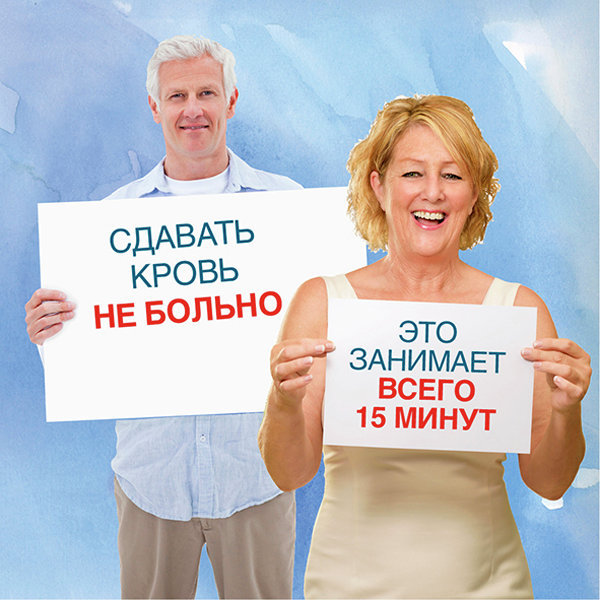 СДАВАТЬ
КРОВЬ
НЕ БОЛЬНО
ЭТО
ЗАНИМАЕТ
ВСЕГО
15 МИНУТ